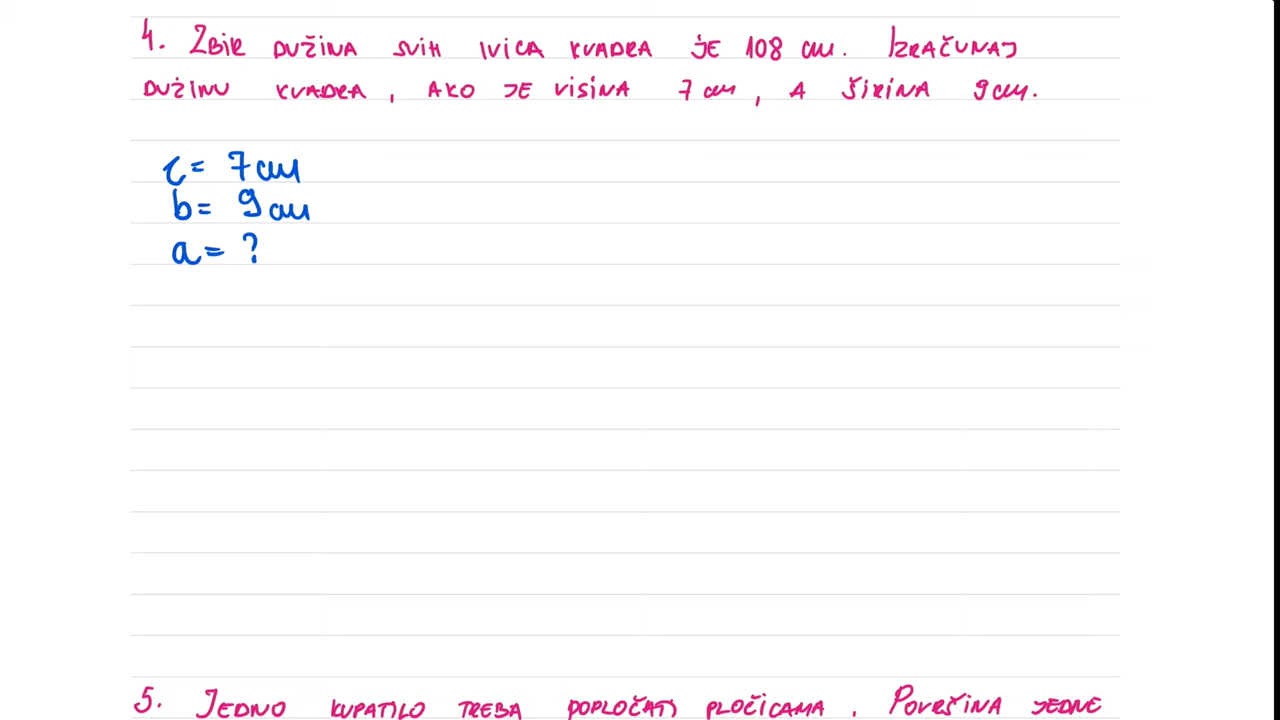 4. ZBIR DUŽINA SVIH IVICA KVADRA JE 108 cm. IZRAČUNAJ
DUŽINU KVADRA, AKO JE VISINA 7 cm, A ŠIRINA 9 cm.
c = 7 cm
b = 9 cm
a = ?
5. JEDNO KUPATILO TREBA POPLOČATI PLOČICAMA. POVRŠINA JEDNE